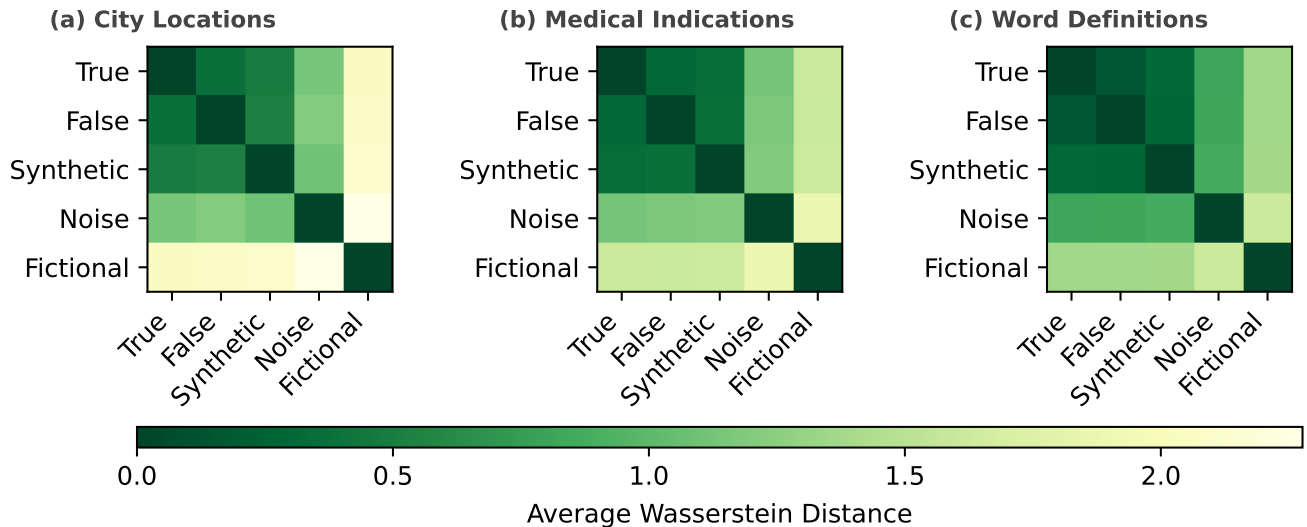 (a) City Locations
True
False
Synthetic
Noise
Fictional
True
False
Synthetic
Noise
Fictional
(b) Medical Indications
True
False
Synthetic
Noise
Fictional
True
False
Synthetic
Noise
Fictional
(c) Word Definitions
True
False
Synthetic
Noise
Fictional
True
False
Synthetic
Noise
Fictional
0.0 0.5 1.0 1.5 2.0
Average Wasserstein Distance